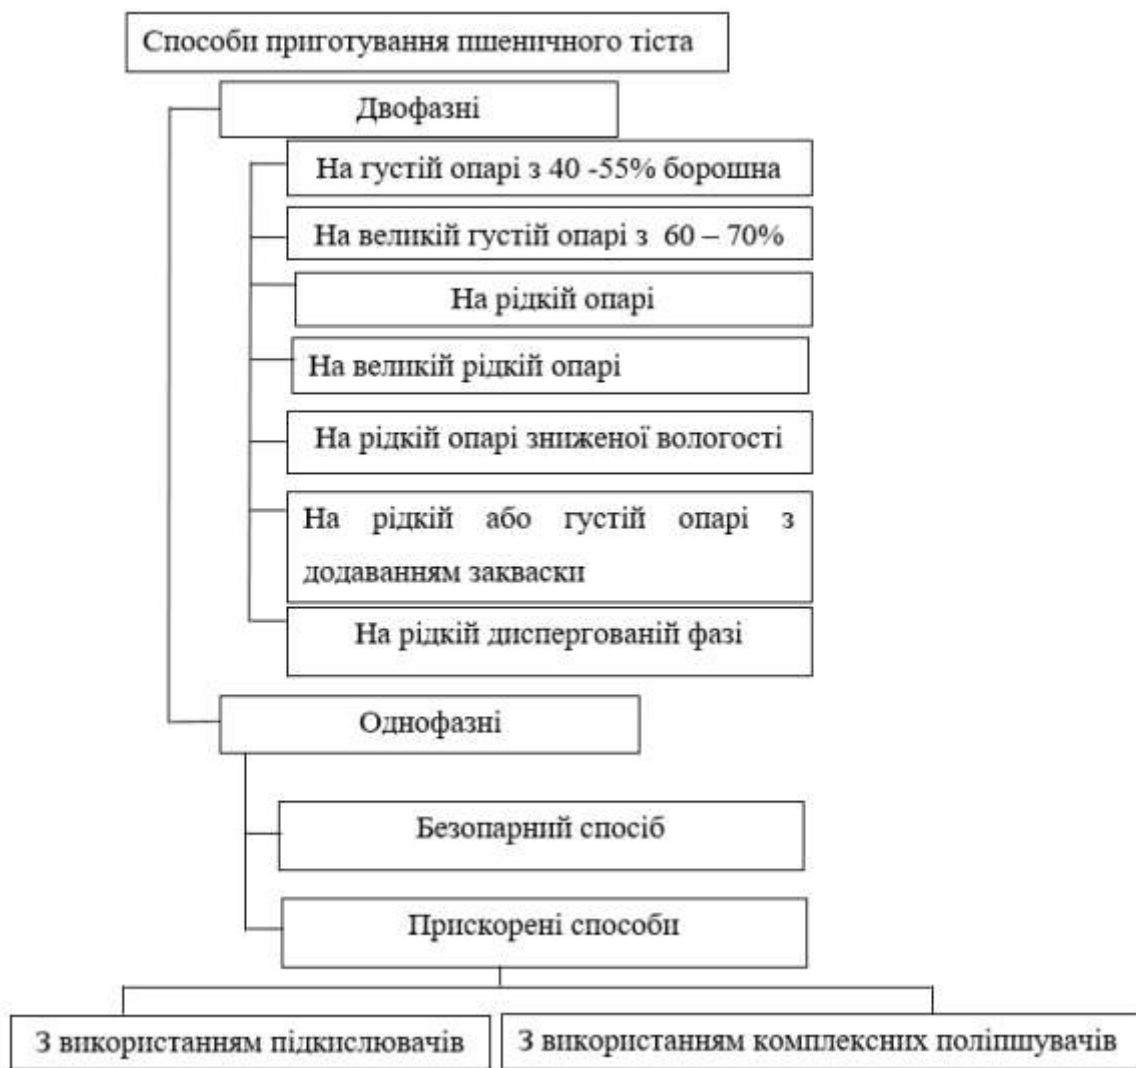 Способи приготування пшеничного тіста
Двофазні
На густій опарі з 40 -55% борошна
На великій густій опарі з 60 – 70%
На рідкій опарі
На великій рідкій опарі
На рідкій опарі зниженої вологості
На рідкій або густій опарі з
додаванням закваски
На рідкій диспергованій фазі
Однофазні
Безопарний спосіб
Прискорені способи
З використанням підкислювачів
З використанням комплексних поліпшувачів